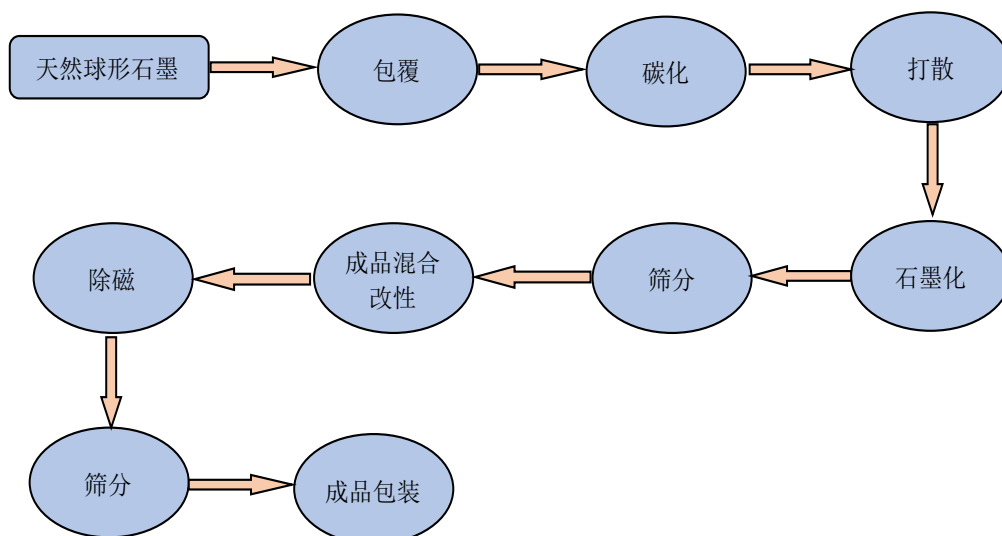 天然球形石墨
包覆
碳化
打散
石墨化
筛分
成品混合
改性
除磁
筛分
成品包装